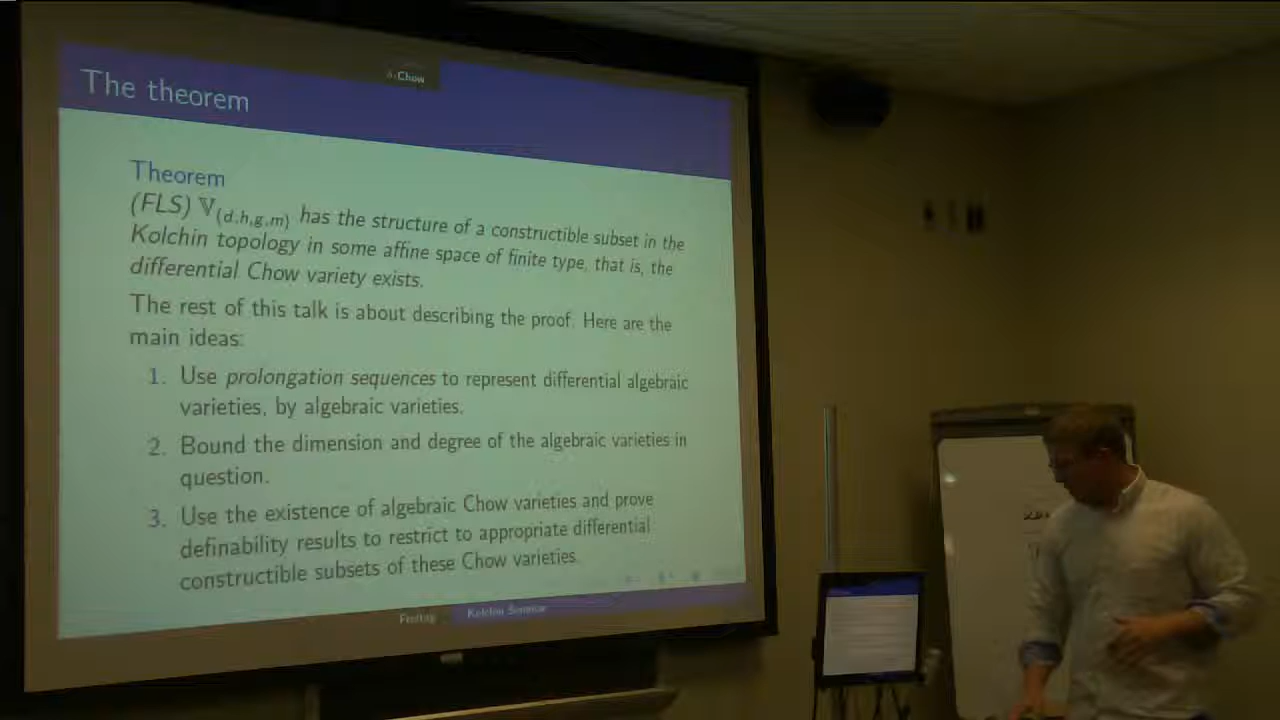 δ-Chow
The theorem
Theorem
(FLS) 𝕍(d,h,g,m) has the structure of a constructible subset in the
Kolchin topology in some affine space of finite type, that is, the
differential Chow variety exists.
The rest of this talk is about describing the proof. Here are the
main ideas:
1. Use prolongation sequences to represent differential algebraic
varieties, by algebraic varieties.
2. Bound the dimension and degree of the algebraic varieties in
question.
3. Use the existence of algebraic Chow varieties and prove
definability results to restrict to appropriate differential
constructible subsets of these Chow varieties.
Freitag Kolchin Seminar